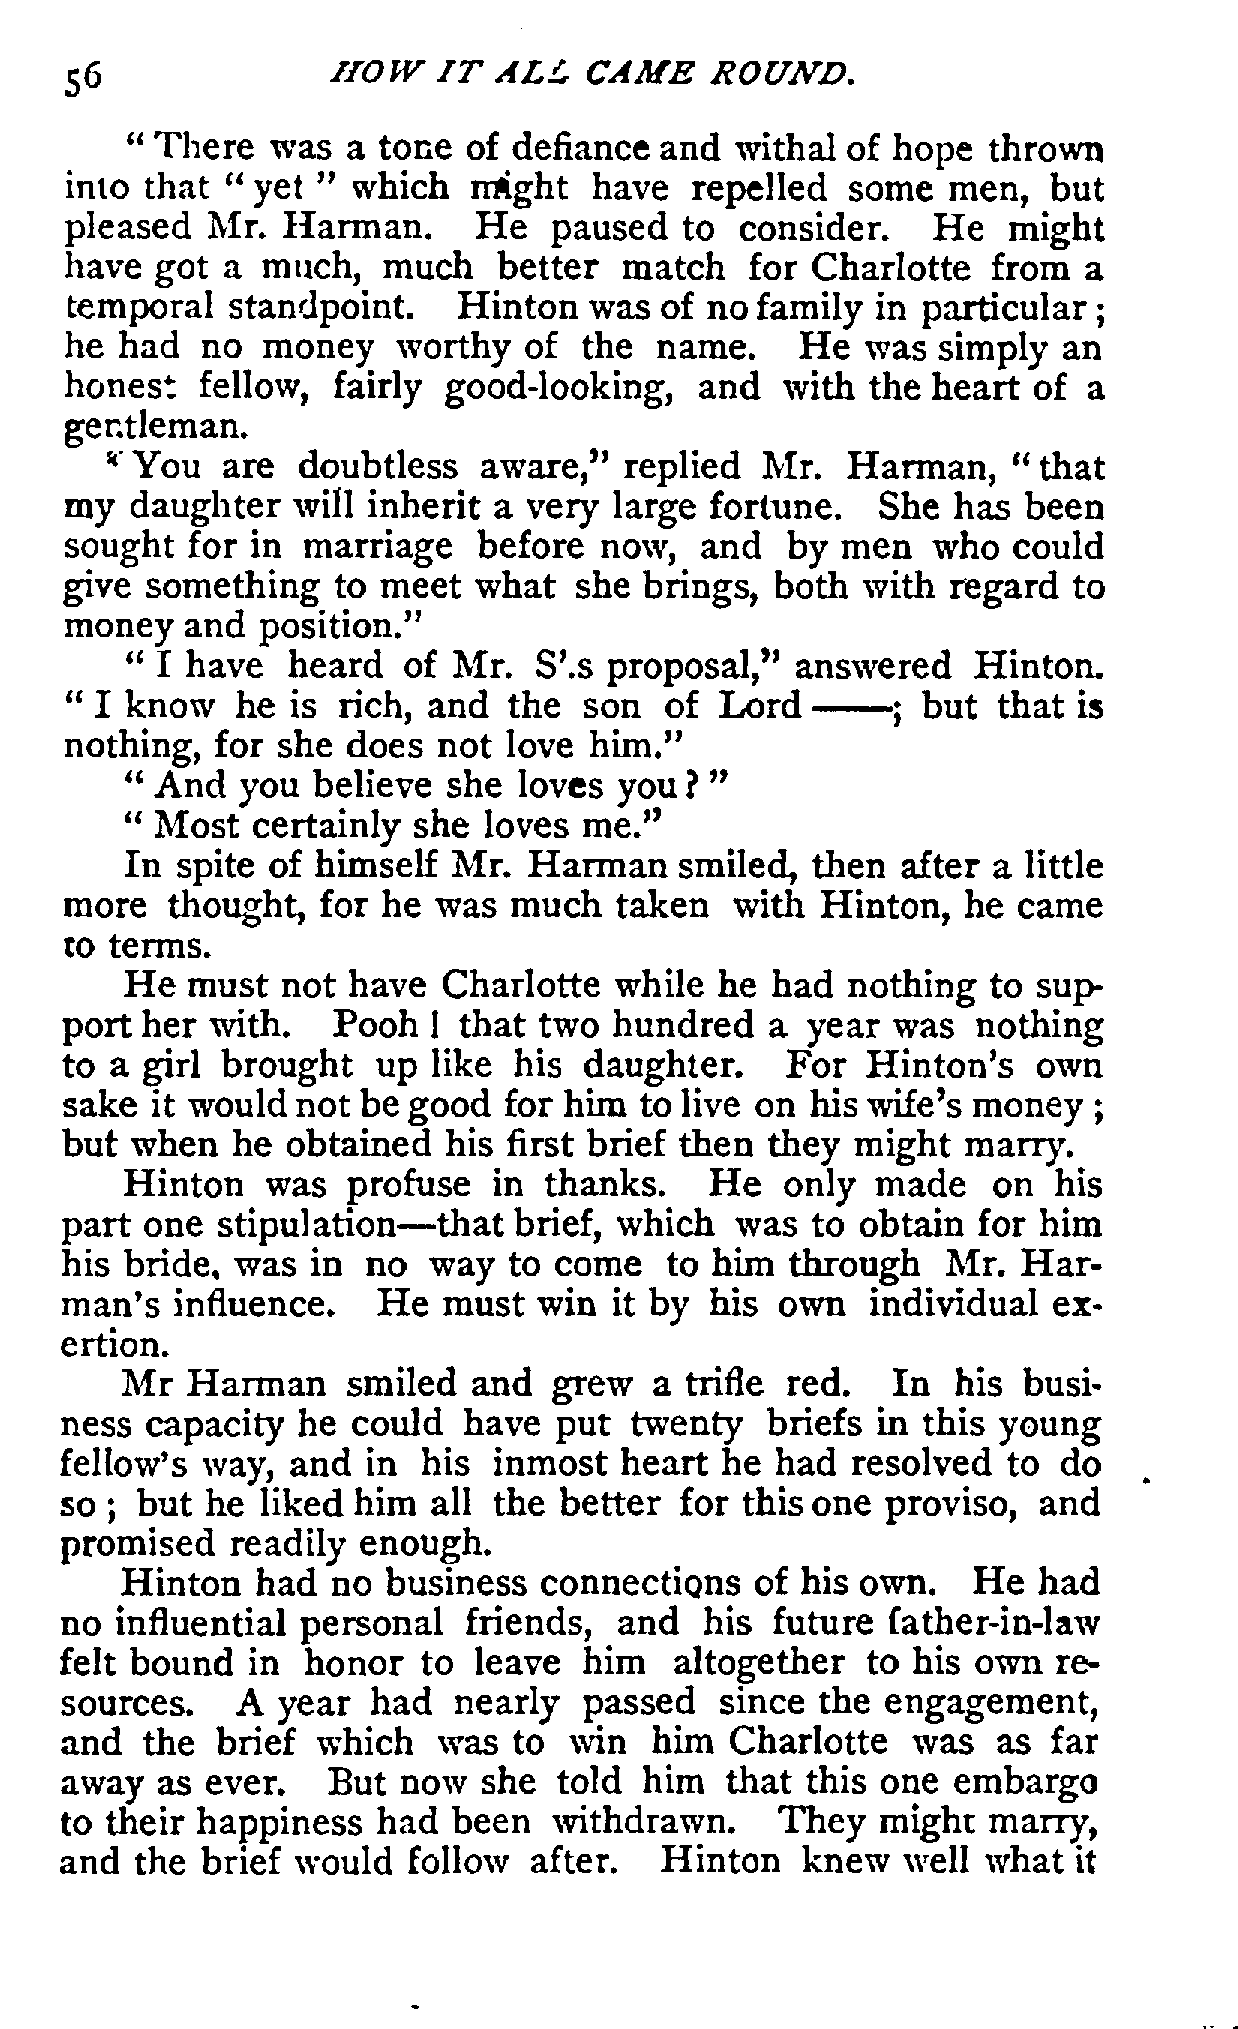 56 HOW IT ALL CAME ROUND.
“ There was a tone of defiance and withal of hope thrown
into that “ yet ” which might have repelled some men, but
pleased Mr. Harman. He paused to consider. He might
have got a much, much better match for Charlotte from a
temporal standpoint. Hinton was of no family in particular ;
he had no money worthy of the name. He was simply an
honest fellow, fairly good-looking, and with the heart of a
gentleman.
“ You are doubtless aware,” replied Mr. Harman, “ that
my daughter will inherit a very large fortune. She has been
sought for in marriage before now, and by men who could
give something to meet what she brings, both with regard to
money and position.”
“ I have heard of Mr. S’.s proposal,” answered Hinton.
“ I know he is rich, and the son of Lord ——; but that is
nothing, for she does not love him.”
“ And you believe she loves you ? ”
“ Most certainly she loves me.”
In spite of himself Mr. Harman smiled, then after a little
more thought, for he was much taken with Hinton, he came
to terms.
He must not have Charlotte while he had nothing to sup-
port her with. Pooh ! that two hundred a year was nothing
to a girl brought up like his daughter. For Hinton’s own
sake it would not be good for him to live on his wife’s money ;
but when he obtained his first brief then they might marry.
Hinton was profuse in thanks. He only made on his
part one stipulation—that brief, which was to obtain for him
his bride, was in no way to come to him through Mr. Har-
man’s influence. He must win it by his own individual ex-
ertion.
Mr Harman smiled and grew a trifle red. In his busi-
ness capacity he could have put twenty briefs in this young
fellow’s way, and in his inmost heart he had resolved to do
so ; but he liked him all the better for this one proviso, and
promised readily enough.
Hinton had no business connections of his own. He had
no influential personal friends, and his future father-in-law
felt bound in honor to leave him altogether to his own re-
sources. A year had nearly passed since the engagement,
and the brief which was to win him Charlotte was as far
away as ever. But now she told him that this one embargo
to their happiness had been withdrawn. They might marry,
and the brief would follow after. Hinton knew well what it